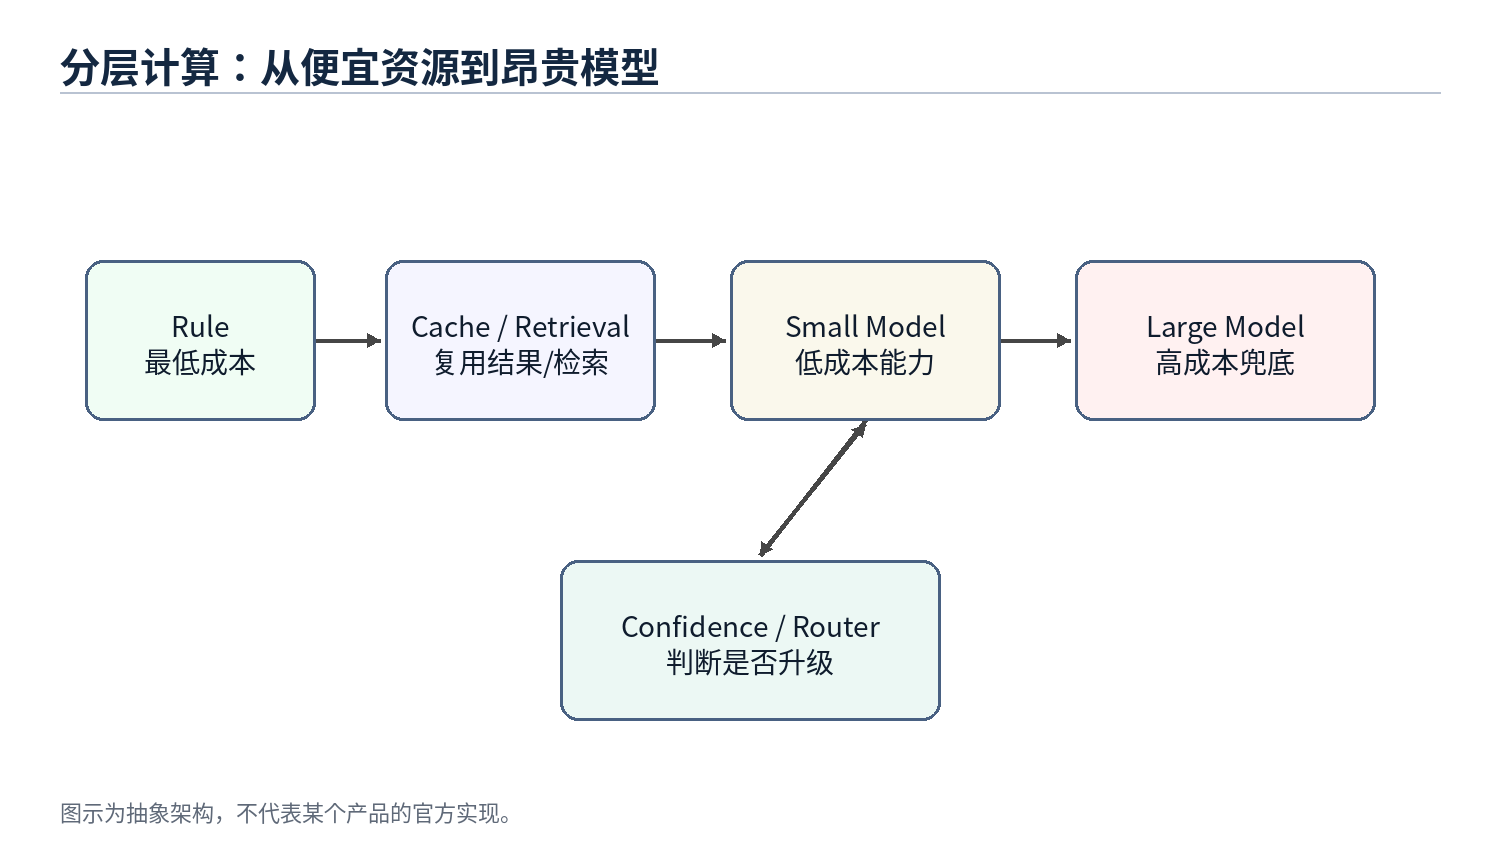 分层计算：从便宜资源到昂贵模型
Rule
最低成本
Cache / Retrieval
复用结果/检索
Small Model
低成本能力
Large Model
高成本兜底
Confidence / Router
判断是否升级
图示为抽象架构，不代表某个产品的官方实现。